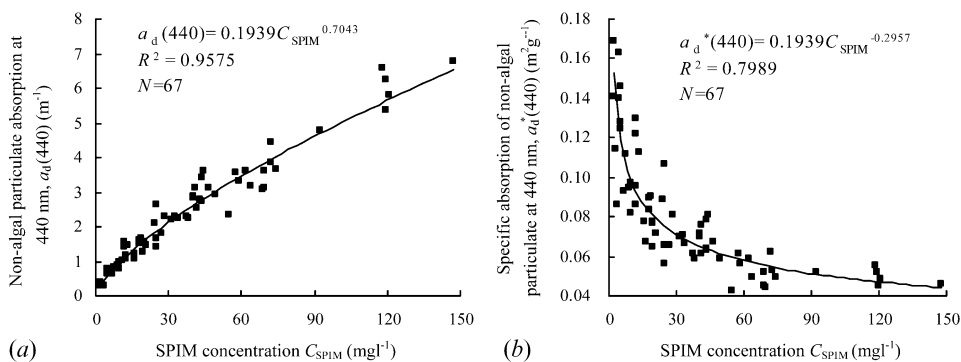 a_d(440)=0.1939C_SPIM^0.7043
R² = 0.9575
N=67
Non-algal particulate absorption at
440 nm, a_d(440) (m⁻¹)
8
7
6
5
4
3
2
1
0
0 30 60 90 120 150
SPIM concentration C_SPIM (mgl⁻¹)
(a)
a_d*(440)=0.1939C_SPIM^-0.2957
R² = 0.7989
N=67
Specific absorption of non-algal
particulate at 440 nm, a_d*(440) (m²g⁻¹)
0.18
0.16
0.14
0.12
0.10
0.08
0.06
0.04
0 30 60 90 120 150
SPIM concentration C_SPIM (mgl⁻¹)
(b)